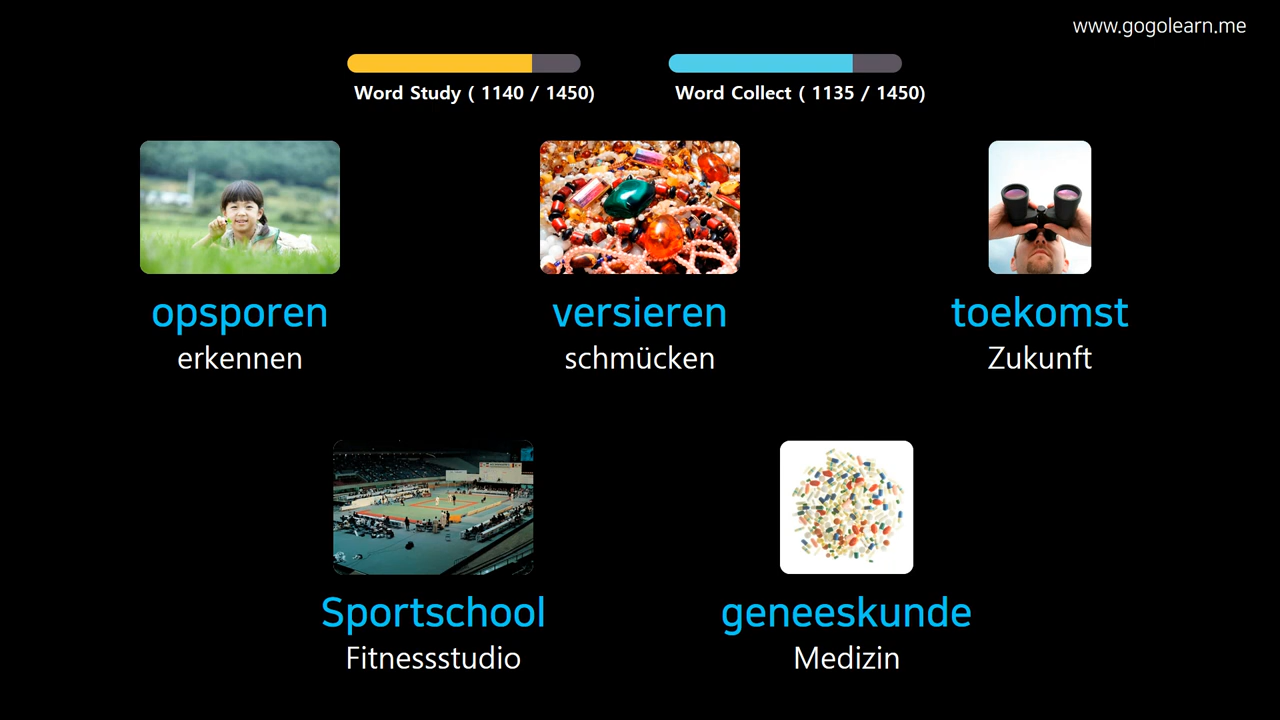 www.gogolearn.me
Word Study ( 1140 / 1450)
Word Collect ( 1135 / 1450)
opsporen
erkennen
versieren
schmücken
toekomst
Zukunft
Sportschool
Fitnessstudio
geneeskunde
Medizin